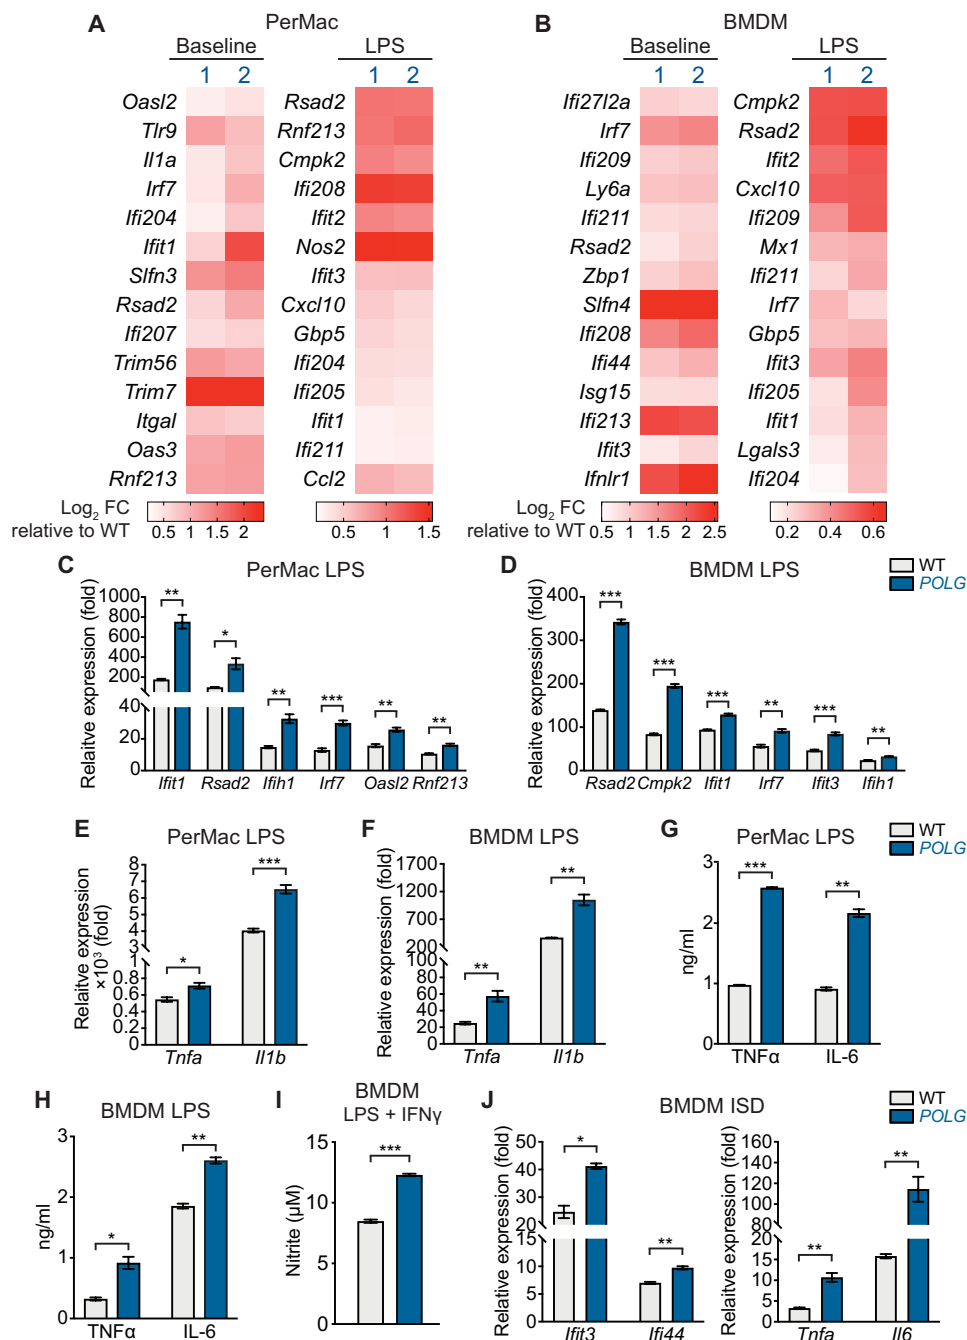 A PerMac
Baseline LPS
1 2 1 2
Oasl2 Rsad2
Tlr9 Rnf213
Il1a Cmpk2
Irf7 Ifi208
Ifi204 Ifit2
Ifit1 Nos2
Slfn3 Ifit3
Rsad2 Cxcl10
Ifi207 Gbp5
Trim56 Ifi204
Trim7 Ifi205
Itgal Ifit1
Oas3 Ifi211
Rnf213 Ccl2
Log2 FC
relative to WT
0.5 1 2 0.5 1 1.5
B BMDM
Baseline LPS
1 2 1 2
Ifi27l2a Cmpk2
Irf7 Rsad2
Ifi209 Ifit2
Ly6a Cxcl10
Ifi211 Ifi209
Rsad2 Mx1
Zbp1 Ifi211
Slfn4 Irf7
Ifi208 Gbp5
Ifi44 Ifit3
Isg15 Ifi205
Ifi213 Ifit1
Ifit3 Lgals3
Ifnlr1 Ifi204
Log2 FC
relative to WT
0.5 1 1.5 2 2.5 0.2 0.4 0.6
C PerMac LPS
Relaitve expression (fold)
1000
800
600
400
200
40
20
0
** * ** *** ** **
Ifit1 Rsad2 Ifih1 Irf7 Oasl2 Rnf213
D BMDM LPS
WT
POLG
Relaitve expression (fold)
400
300
200
100
0
*** *** *** ** *** **
Rsad2 Cmpk2 Ifit1 Irf7 Ifit3 Ifih1
E PerMac LPS
Relaitve expression
×10³ (fold)
8
7
6
5
4
3
0.8
0.6
0.4
0.2
0
* ***
Tnfa Il1b
F BMDM LPS
Relative expression (fold)
1700
1200
700
200
100
80
60
40
20
0
** **
Tnfa Il1b
G PerMac LPS
WT
POLG
ng/ml
3
2
1
0
*** **
TNFα IL-6
H BMDM LPS
ng/ml
3
2
1
0
* **
TNFα IL-6
I BMDM
LPS + IFNγ
Nitrite (µM)
15
10
5
0
***
J BMDM ISD
WT
POLG
Relaitve expression (fold)
50
40
30
20
15
10
5
0
* **
Ifit3 Ifi44
Relaitve expression (fold)
160
140
120
100
80
60
40
20
15
10
5
0
** **
Tnfa Il6